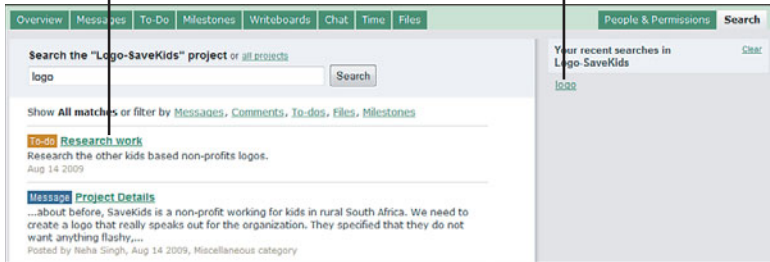 Overview Messages To-Do Milestones Writeboards Chat Time Files People & Permissions Search
Search the "Logo-SaveKids" project or all projects
logo Search
Show All matches or filter by Messages, Comments, To-dos, Files, Milestones
To-do Research work
Research the other kids based non-profits logos.
Aug 14 2009
Message Project Details
...about before, SaveKids is a non-profit working for kids in rural South Africa. We need to
create a logo that really speaks out for the organization. They specified that they do not
want anything flashy,...
Posted by Neha Singh, Aug 14 2009, Miscellaneous category
Your recent searches in Clear
Logo-SaveKids
logo